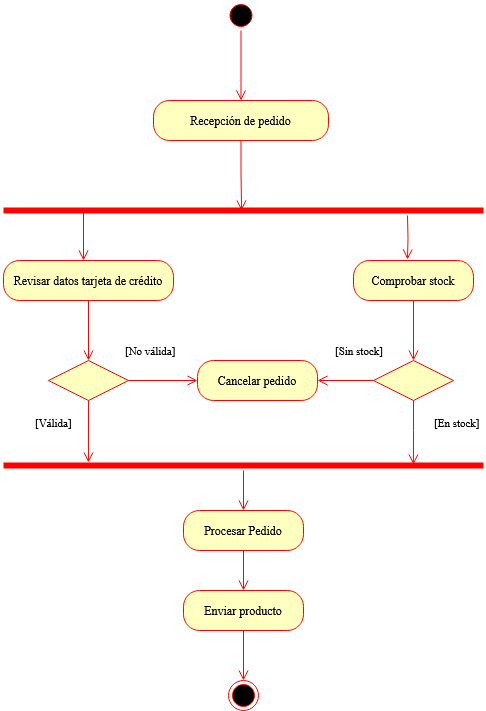 Recepción de pedido
Revisar datos tarjeta de crédito
Comprobar stock
[No válida]
[Sin stock]
Cancelar pedido
[Válida]
[En stock]
Procesar Pedido
Enviar producto